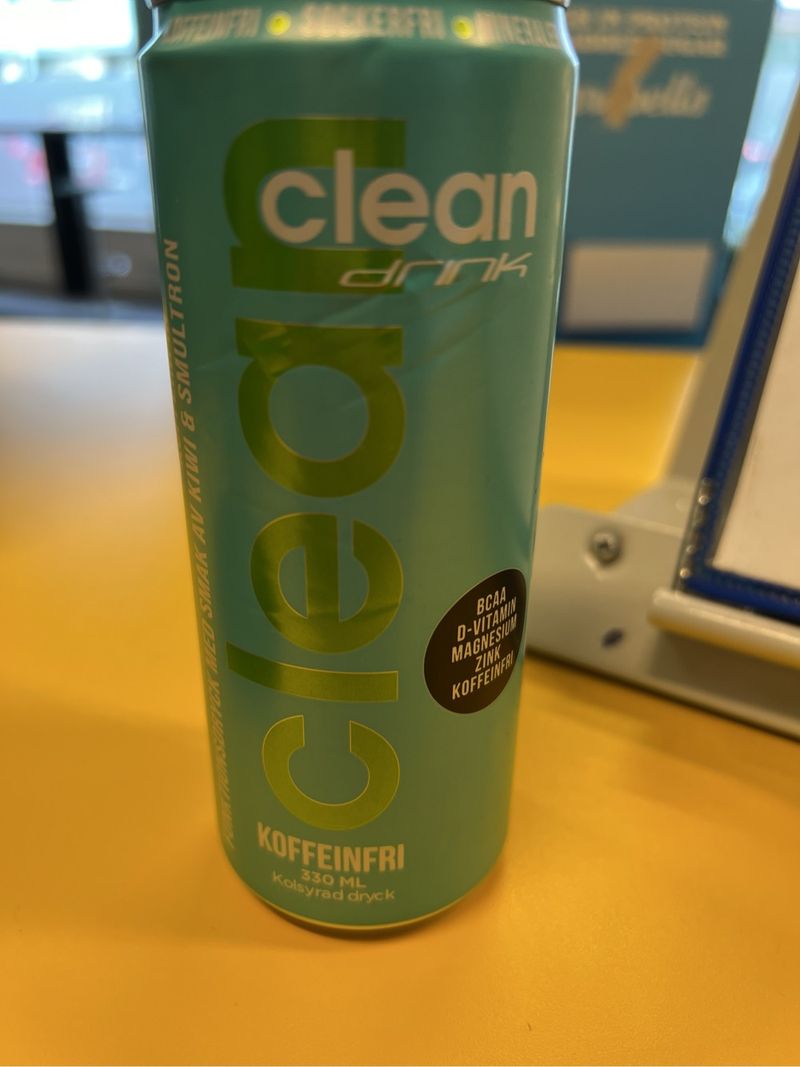 KOFFEINFRI • SOCKERFRI • MINERALER
clean
drink
clean
FUNKTIONSDRYCK MED SMAK AV KIWI & SMULTRON
BCAA
D-VITAMIN
MAGNESIUM
ZINK
KOFFEINFRI
KOFFEINFRI
330 ML
Kolsyrad dryck